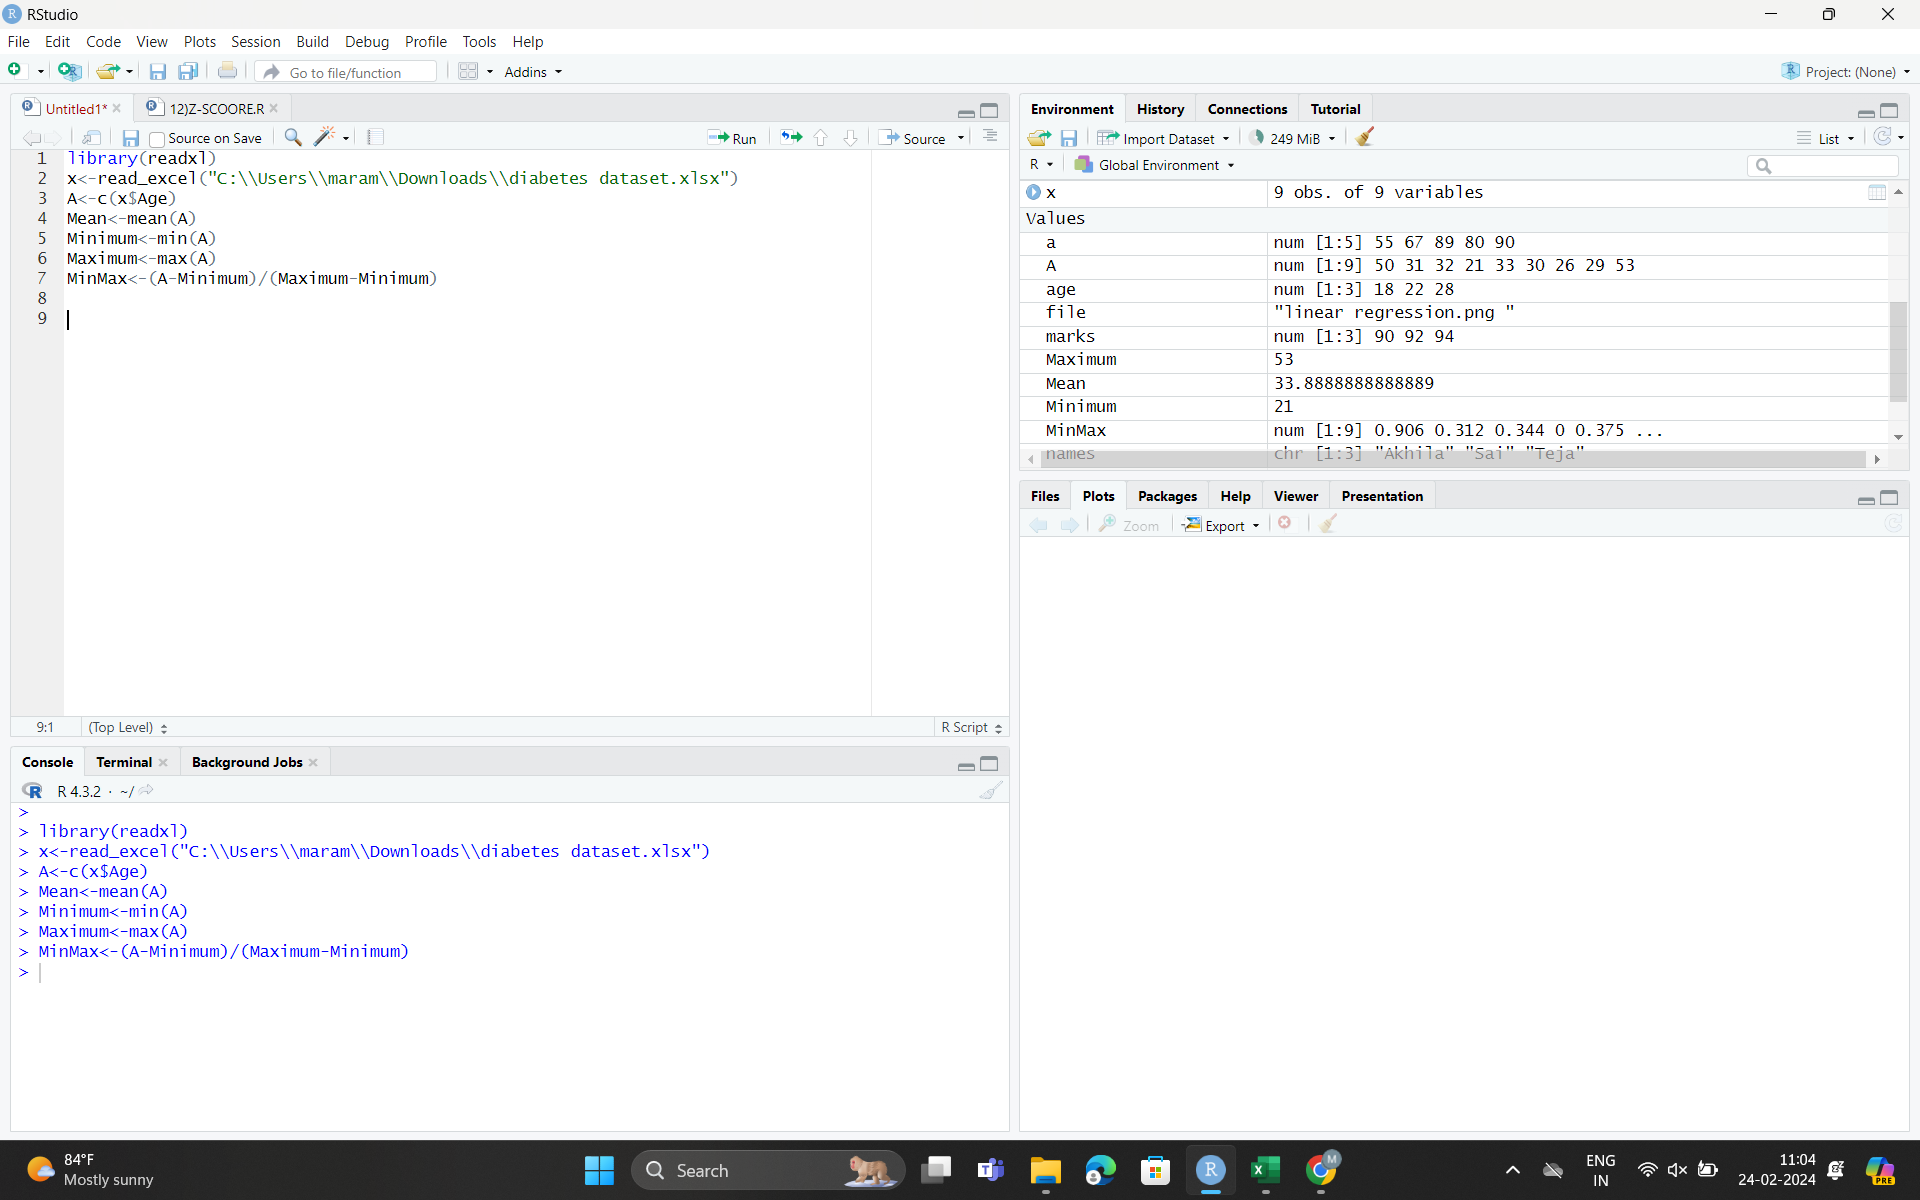 RStudio
File Edit Code View Plots Session Build Debug Profile Tools Help
Go to file/function Addins Project: (None)
Untitled1* 12)Z-SCOORE.R
Source on Save Run Source
1 library(readxl)
2 x<-read_excel("C:\\Users\\maram\\Downloads\\diabetes dataset.xlsx")
3 A<-c(x$Age)
4 Mean<-mean(A)
5 Minimum<-min(A)
6 Maximum<-max(A)
7 MinMax<-(A-Minimum)/(Maximum-Minimum)
8
9
9:1 (Top Level) R Script
Console Terminal Background Jobs
R 4.3.2 · ~/
>
> library(readxl)
> x<-read_excel("C:\\Users\\maram\\Downloads\\diabetes dataset.xlsx")
> A<-c(x$Age)
> Mean<-mean(A)
> Minimum<-min(A)
> Maximum<-max(A)
> MinMax<-(A-Minimum)/(Maximum-Minimum)
>
Environment History Connections Tutorial
Import Dataset 249 MiB List
R Global Environment
x 9 obs. of 9 variables
Values
a num [1:5] 55 67 89 80 90
A num [1:9] 50 31 32 21 33 30 26 29 53
age num [1:3] 18 22 28
file "linear regression.png "
marks num [1:3] 90 92 94
Maximum 53
Mean 33.8888888888889
Minimum 21
MinMax num [1:9] 0.906 0.312 0.344 0 0.375 ...
names chr [1:3] "Akhila" "Sai" "Teja"
Files Plots Packages Help Viewer Presentation
Zoom Export
84°F
Mostly sunny
Search
R
M
ENG
IN
11:04
24-02-2024
PRE